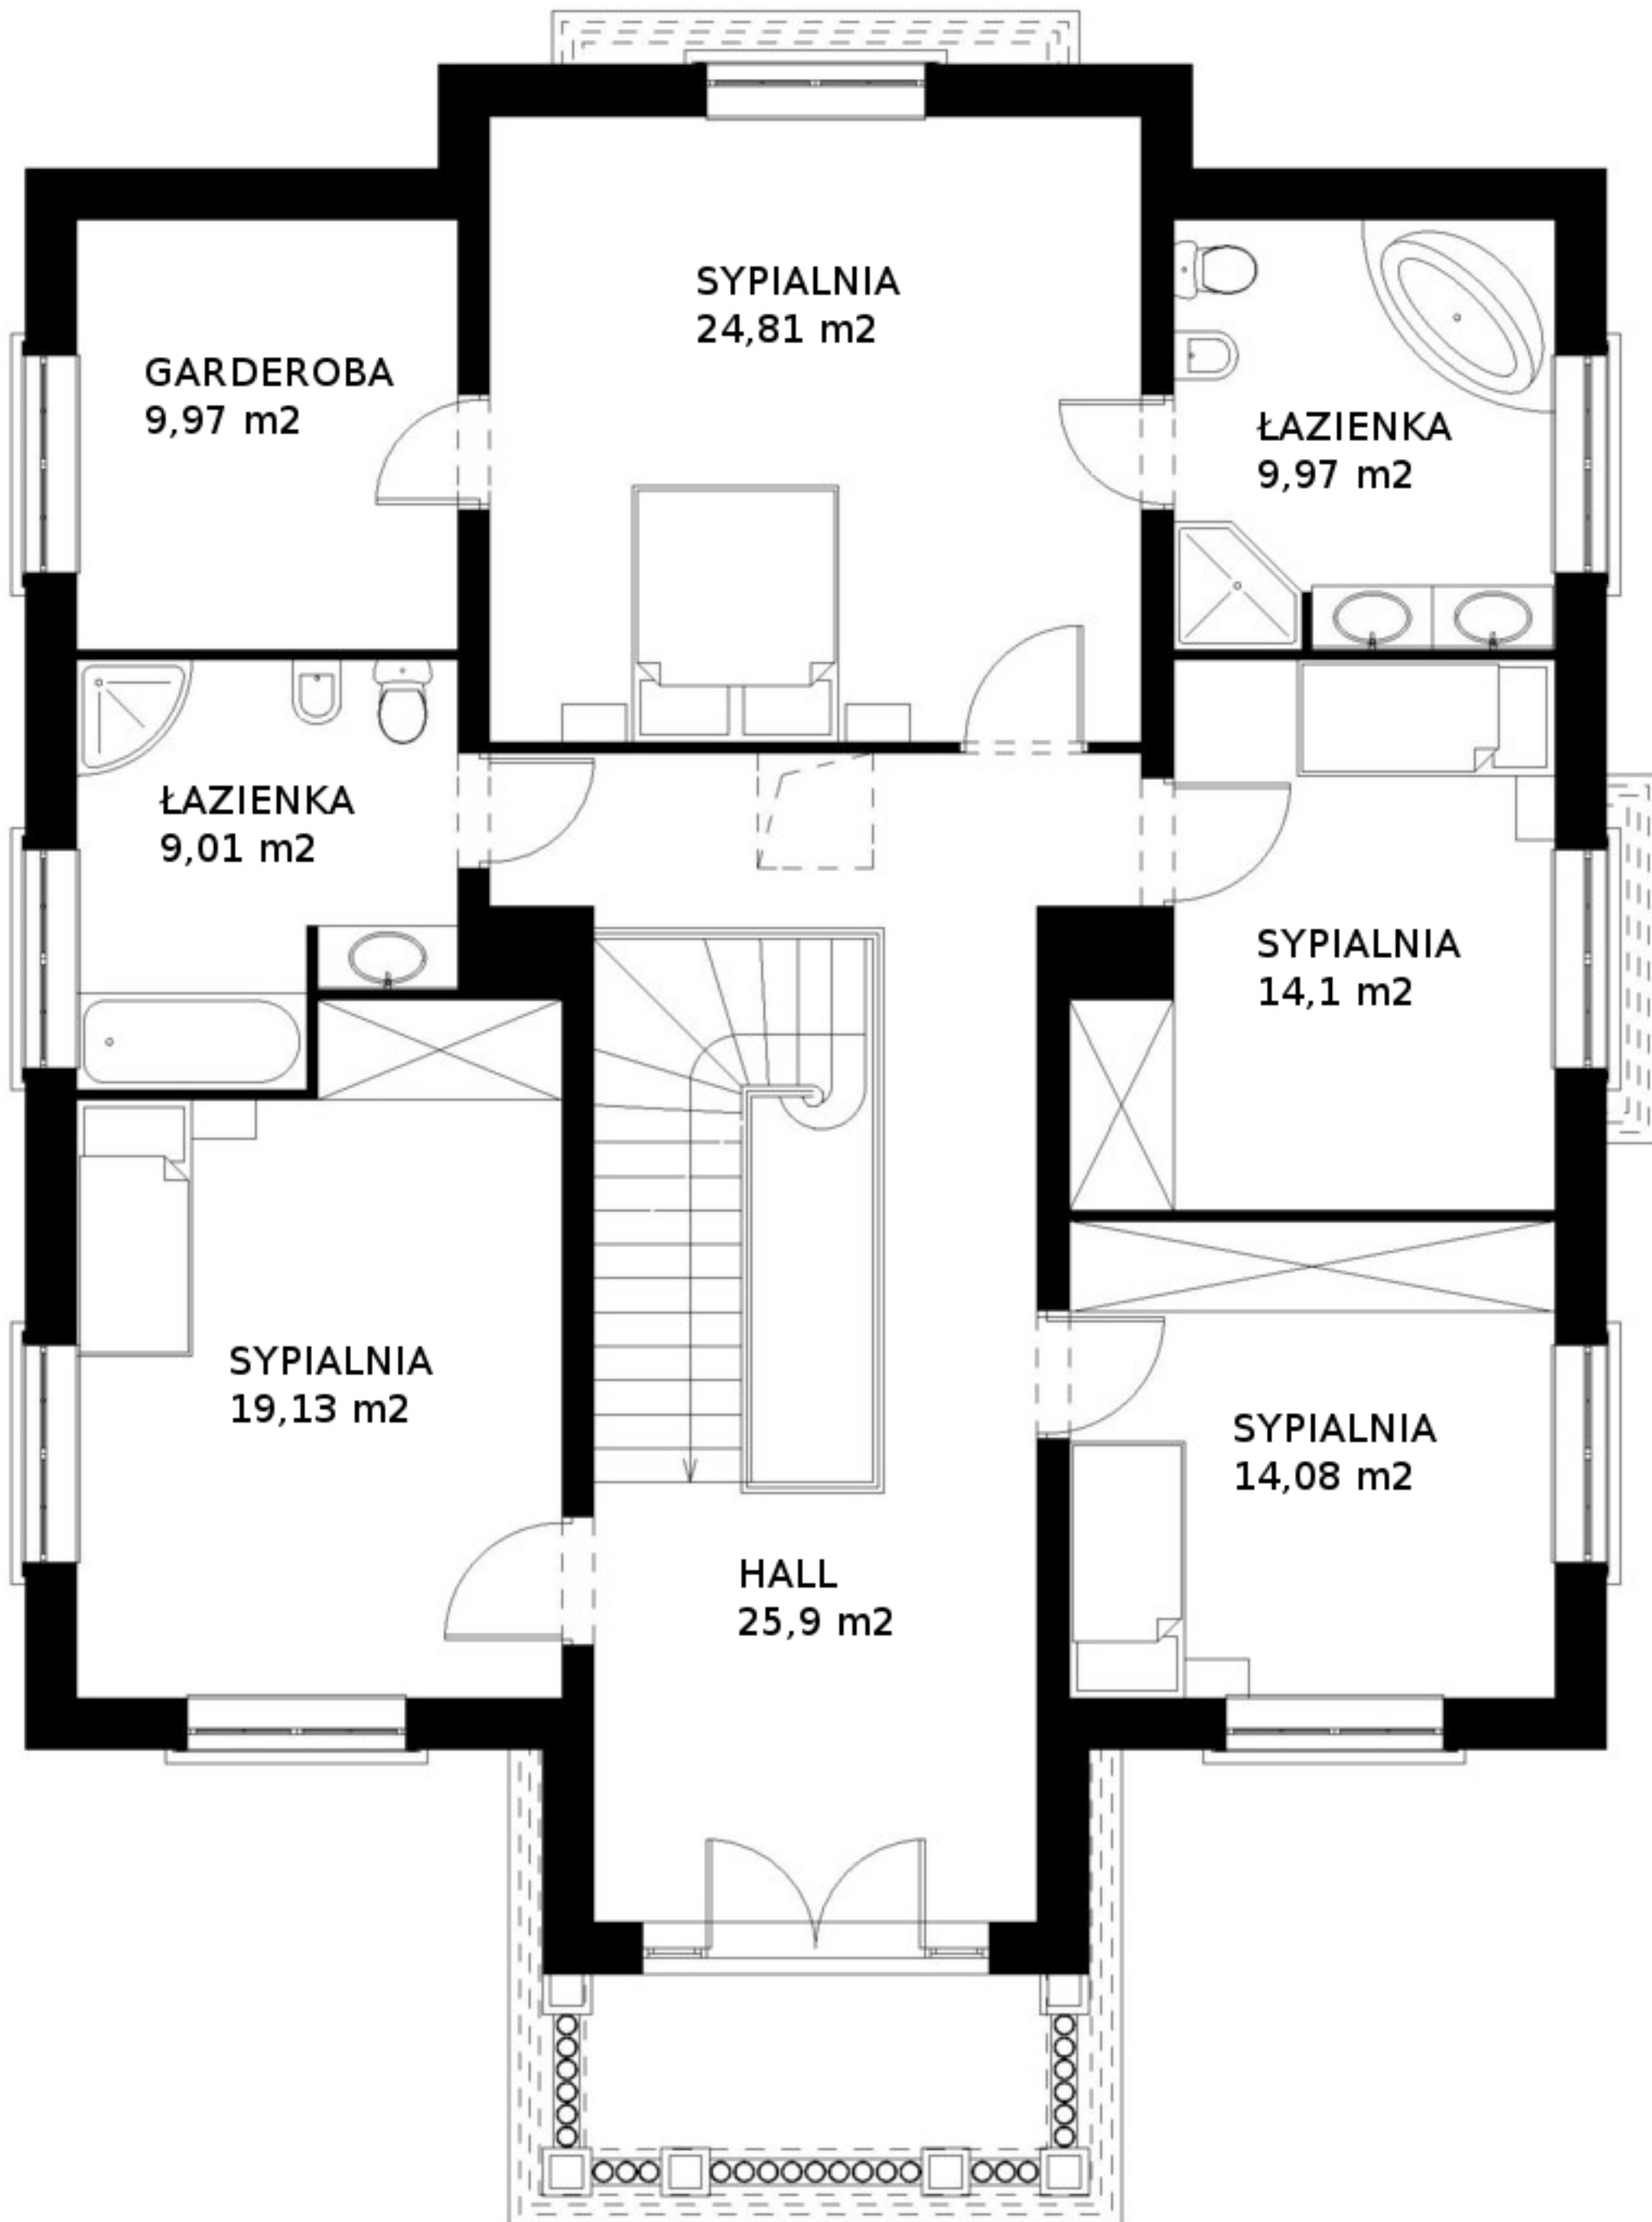 SYPIALNIA
24,81 m2
GARDEROBA
9,97 m2
ŁAZIENKA
9,97 m2
ŁAZIENKA
9,01 m2
SYPIALNIA
14,1 m2
SYPIALNIA
19,13 m2
SYPIALNIA
14,08 m2
HALL
25,9 m2